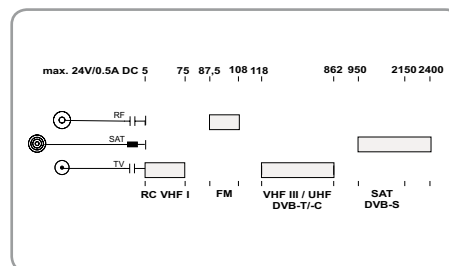 max. 24V/0.5A DC 5 75 87,5 108 118 862 950 2150 2400
RF
SAT
TV
RC VHF I FM VHF III / UHF SAT
DVB-T/-C DVB-S